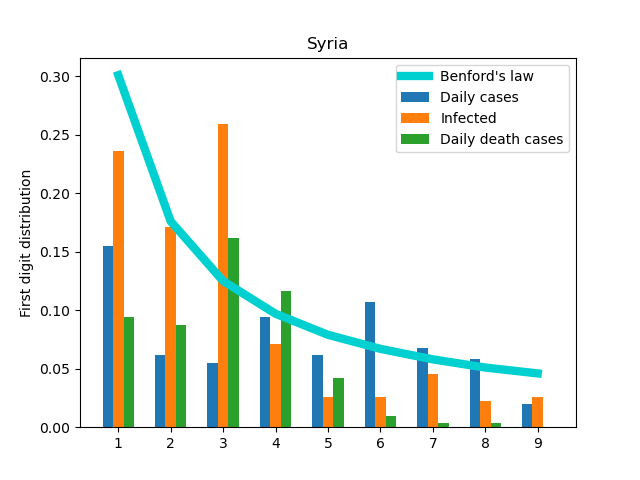 Syria
Benford's law
Daily cases
Infected
Daily death cases
First digit distribution
0.30
0.25
0.20
0.15
0.10
0.05
0.00
1 2 3 4 5 6 7 8 9